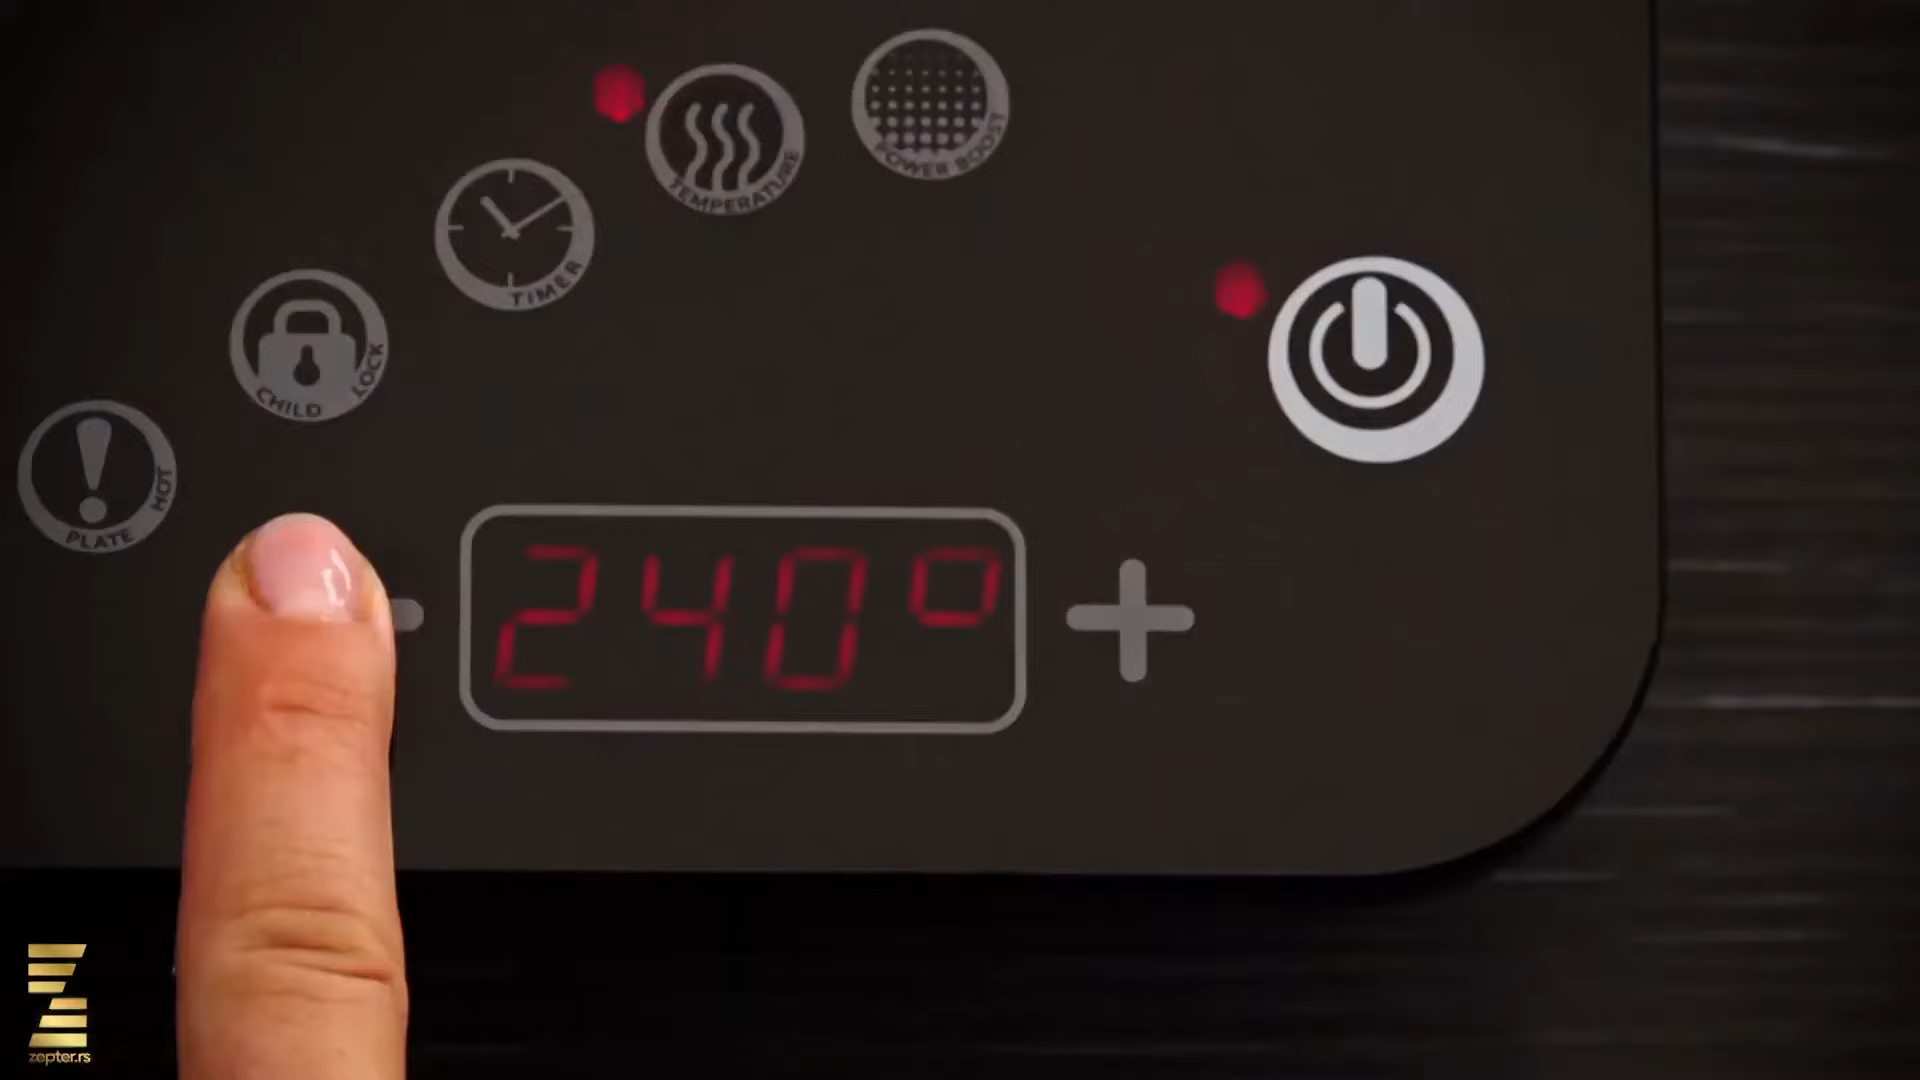 POWER BOOST
TEMPERATURE
TIMER
CHILD LOCK
PLATE HOT
240°
zepter.rs